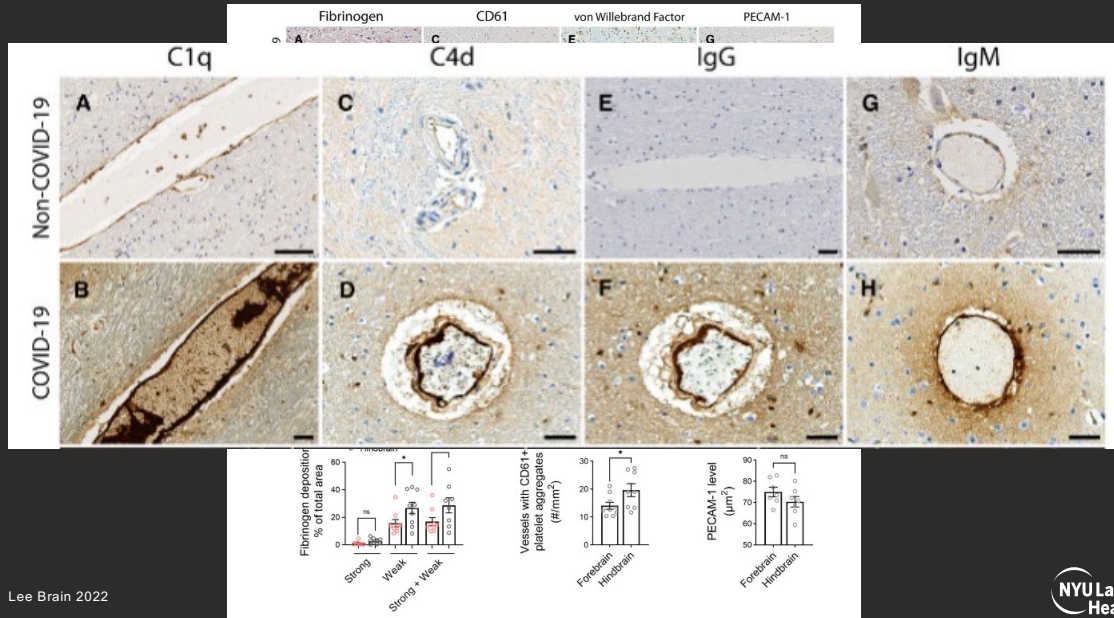 Fibrinogen CD61 von Willebrand Factor PECAM-1
A C E G
C1q C4d IgG IgM
Non-COVID-19
A C E G
COVID-19
B D F H
Fibrinogen deposition
% of total area
60
40
20
0
ns
*
Strong
Weak
Strong + Weak
Vessels with CD61+
platelet aggregates
(#/mm²)
30
20
10
0
*
Forebrain
Hindbrain
PECAM-1 level
(µm²)
90
80
70
60
50
ns
Forebrain
Hindbrain
Lee Brain 2022
NYU La
Hea